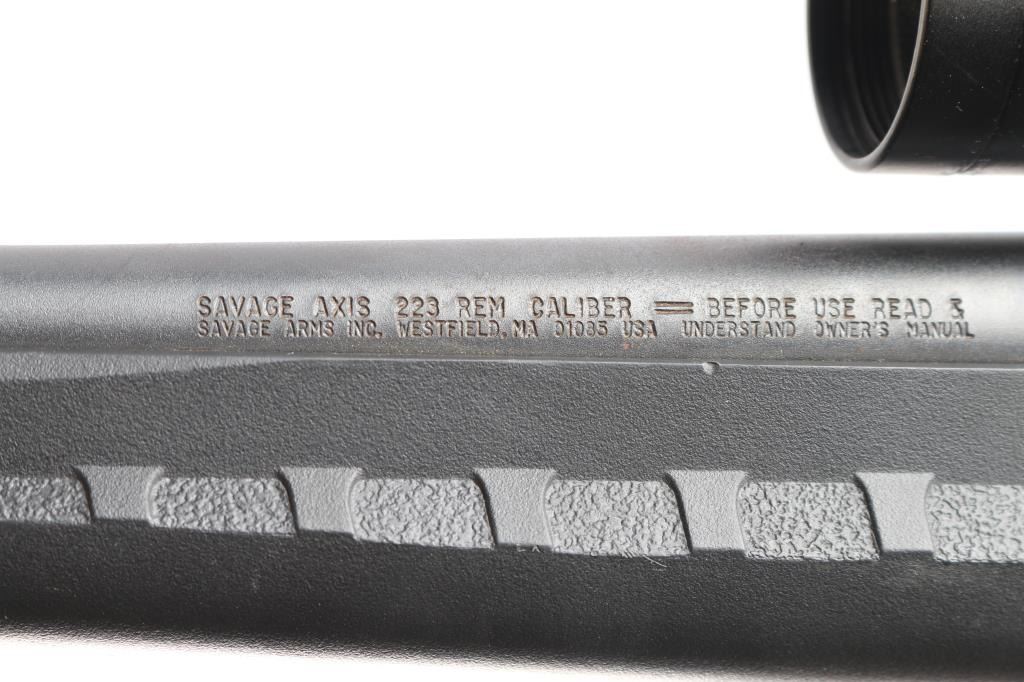 SAVAGE AXIS 223 REM CALIBER = BEFORE USE READ &
SAVAGE ARMS INC. WESTFIELD, MA 01085 USA UNDERSTAND OWNER'S MANUAL